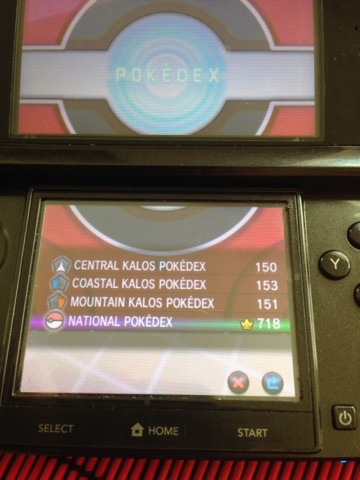 POKÉDEX
CENTRAL KALOS POKÉDEX 150
COASTAL KALOS POKÉDEX 153
MOUNTAIN KALOS POKÉDEX 151
NATIONAL POKÉDEX 718
Y
SELECT HOME START